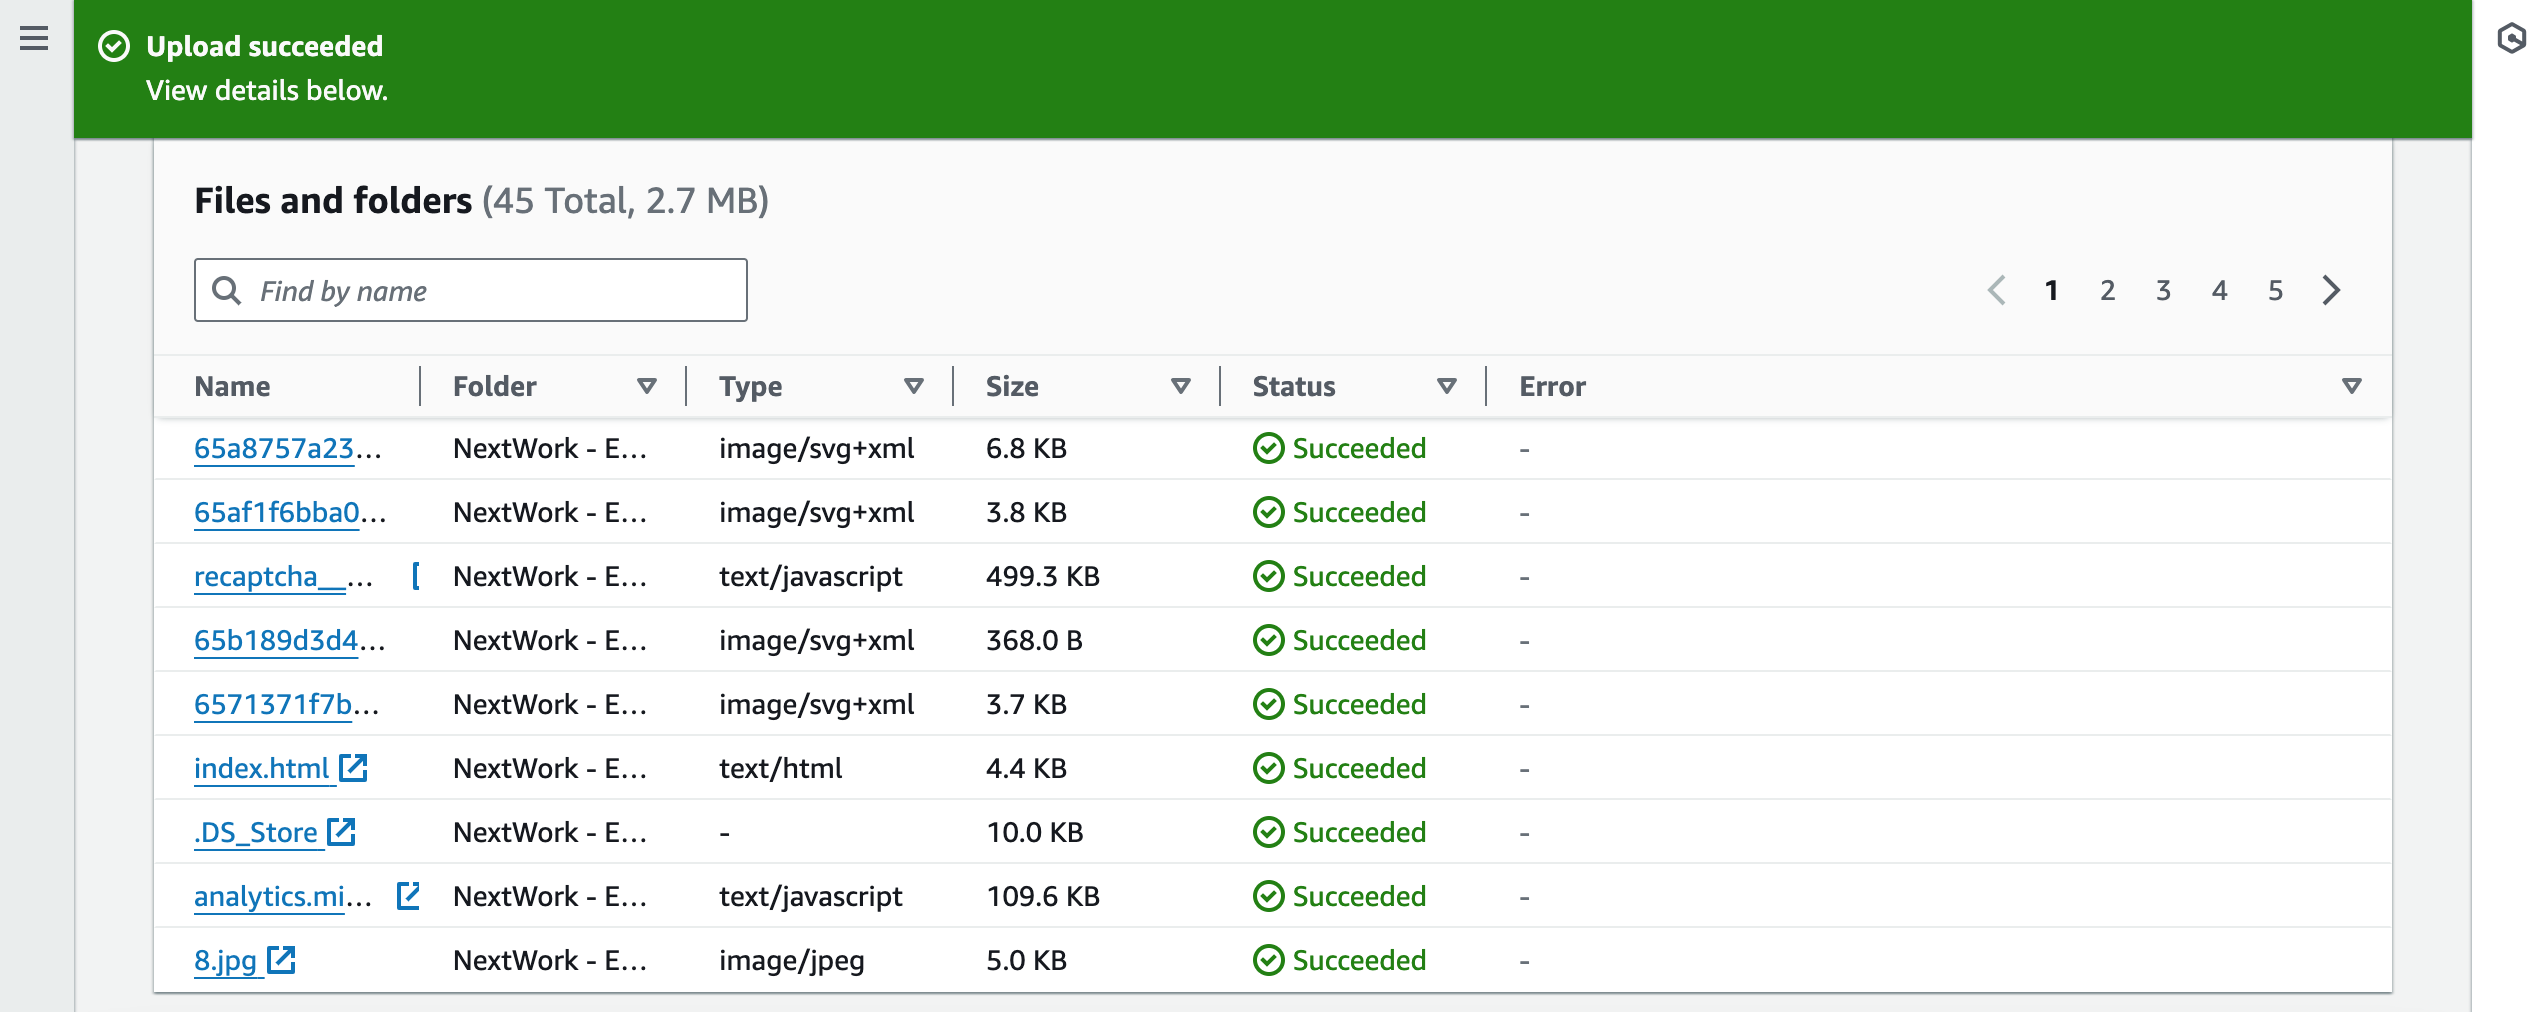 Upload succeeded
View details below.
Files and folders (45 Total, 2.7 MB)
Find by name
1 2 3 4 5
Name Folder Type Size Status Error
65a8757a23... NextWork - E... image/svg+xml 6.8 KB Succeeded -
65af1f6bba0... NextWork - E... image/svg+xml 3.8 KB Succeeded -
recaptcha__... NextWork - E... text/javascript 499.3 KB Succeeded -
65b189d3d4... NextWork - E... image/svg+xml 368.0 B Succeeded -
6571371f7b... NextWork - E... image/svg+xml 3.7 KB Succeeded -
index.html NextWork - E... text/html 4.4 KB Succeeded -
.DS_Store NextWork - E... - 10.0 KB Succeeded -
analytics.mi... NextWork - E... text/javascript 109.6 KB Succeeded -
8.jpg NextWork - E... image/jpeg 5.0 KB Succeeded -